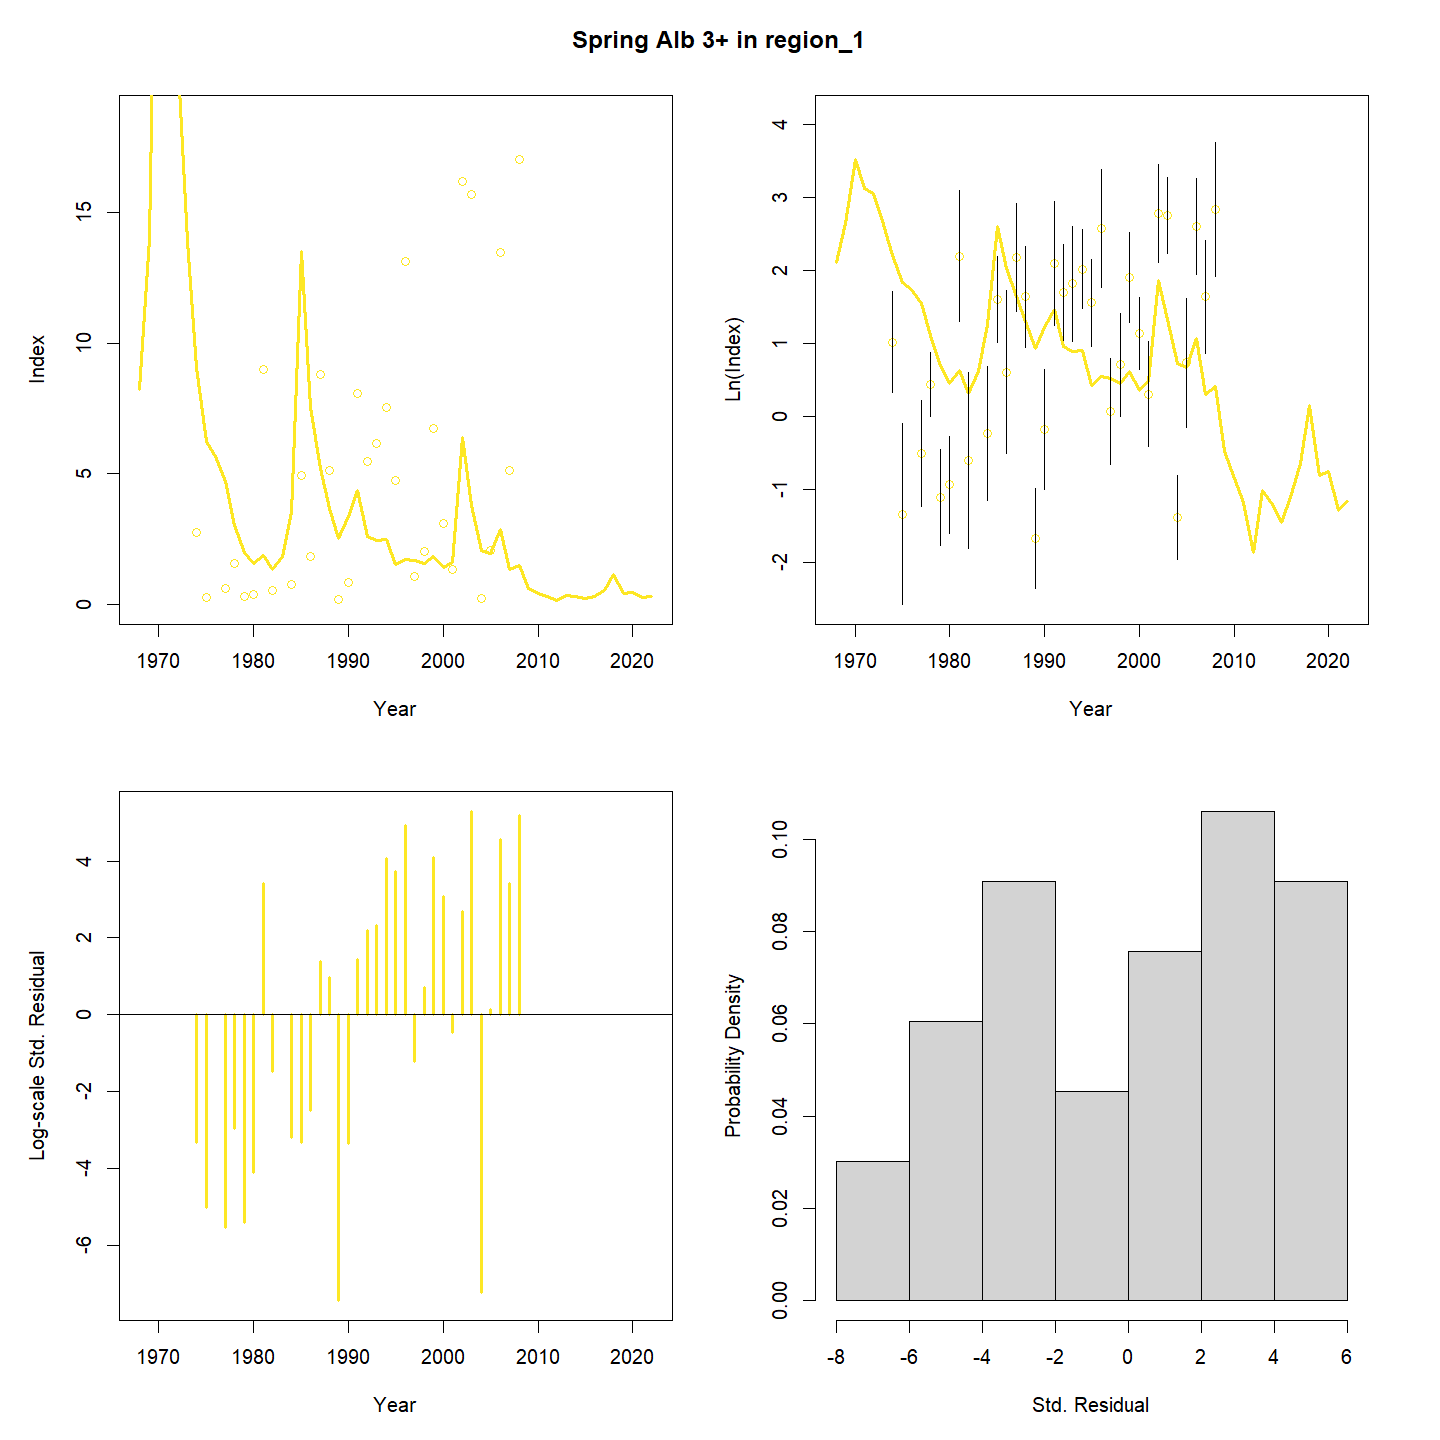 Spring Alb 3+ in region_1
Index
0
5
10
15
1970 1980 1990 2000 2010 2020
Year
Ln(Index)
-2
-1
0
1
2
3
4
1970 1980 1990 2000 2010 2020
Year
Log-scale Std. Residual
-6
-4
-2
0
2
4
1970 1980 1990 2000 2010 2020
Year
Probability Density
0.00
0.02
0.04
0.06
0.08
0.10
-8 -6 -4 -2 0 2 4 6
Std. Residual